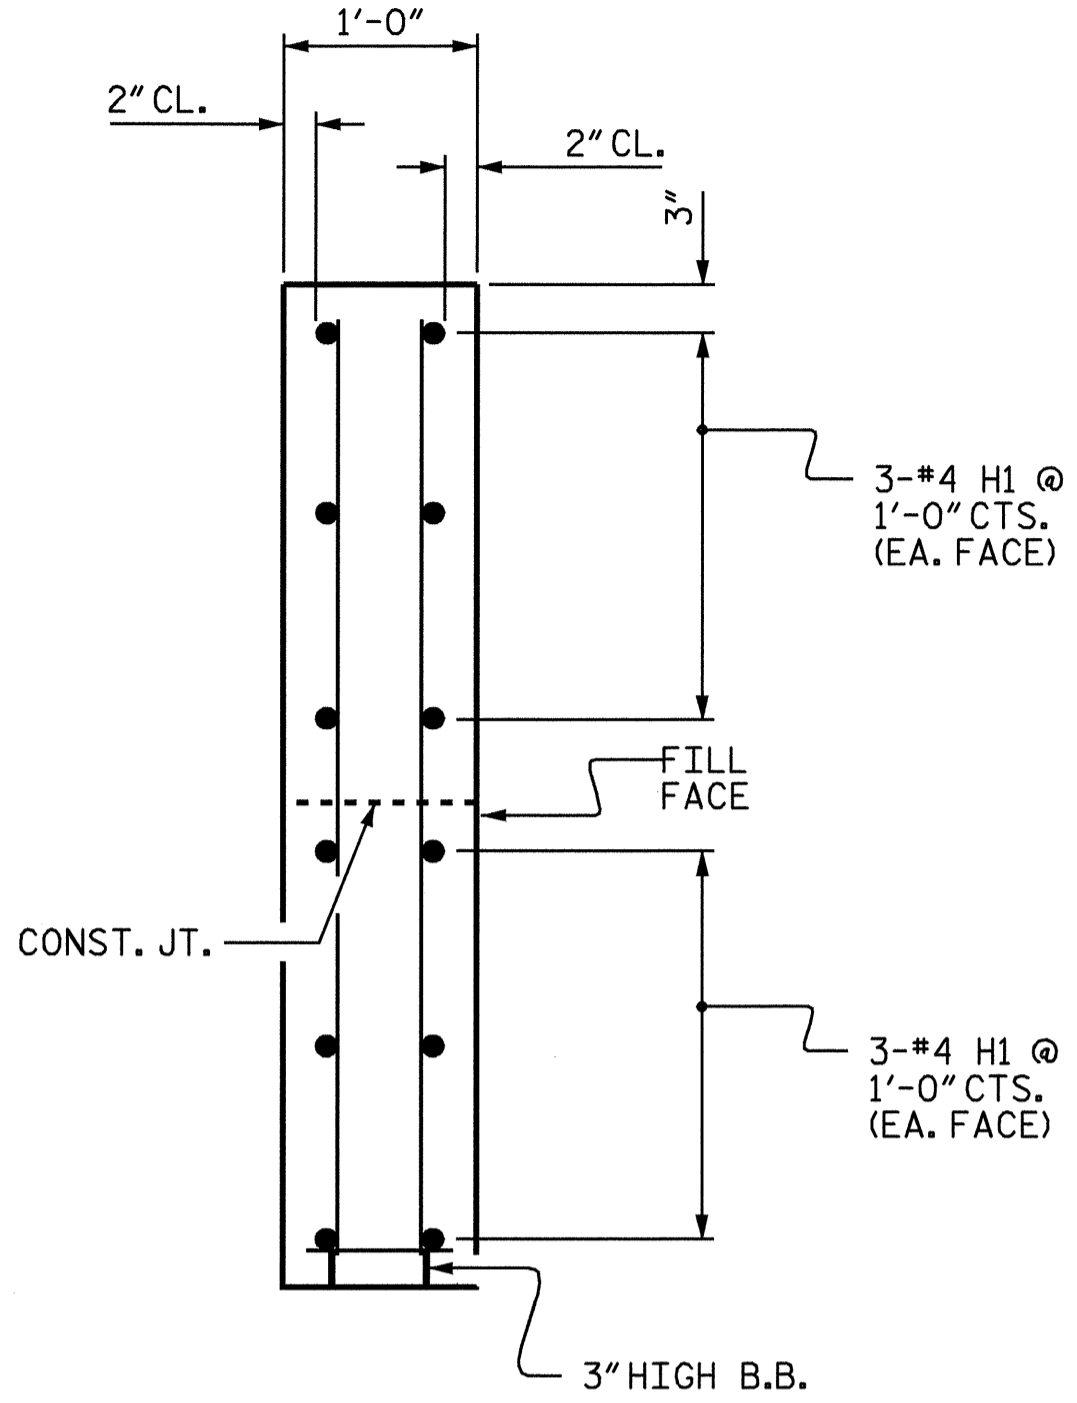 1'-0"
2" CL.
2" CL.
3"
3-#4 H1 @
1'-0" CTS.
(EA. FACE)
FILL
FACE
CONST. JT.
3-#4 H1 @
1'-0" CTS.
(EA. FACE)
3" HIGH B.B.